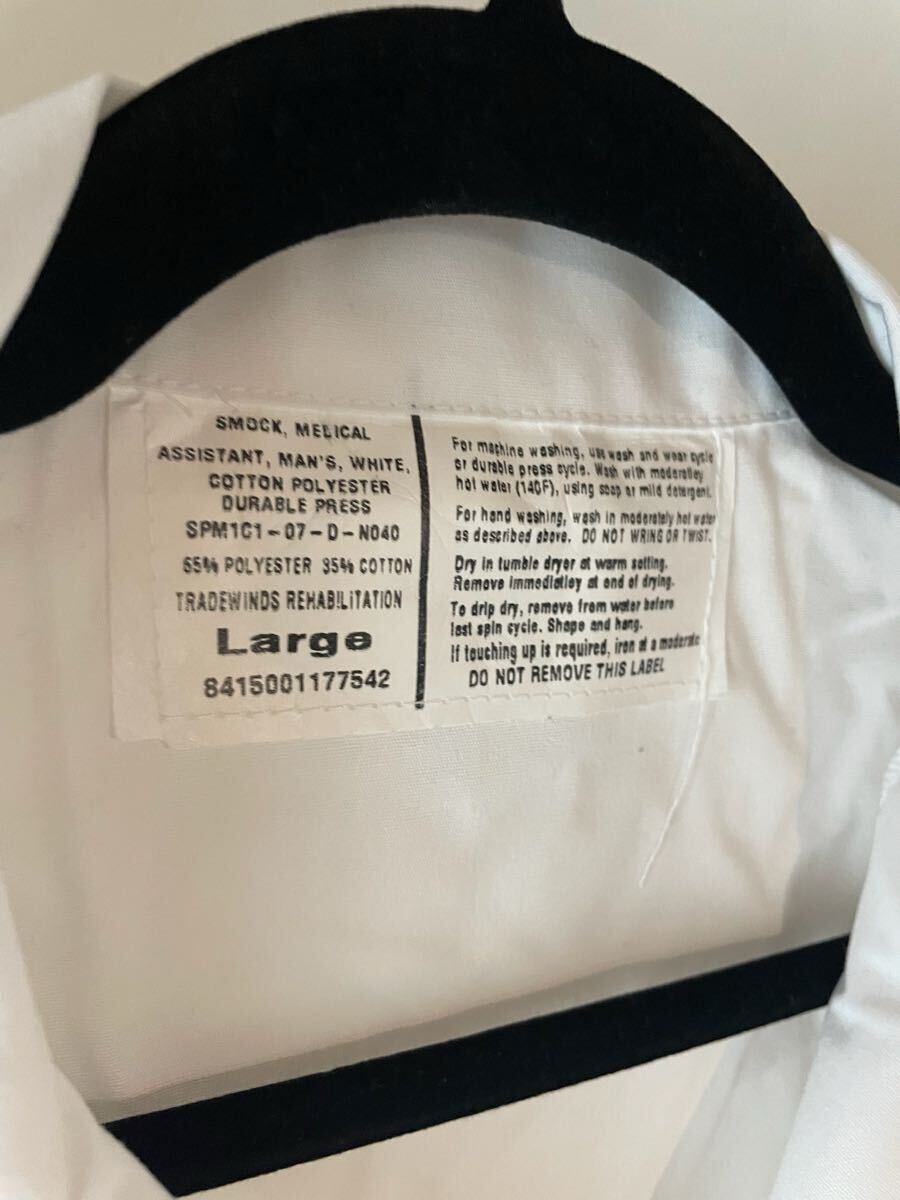 SMOCK, MEDICAL
ASSISTANT, MAN'S, WHITE,
COTTON POLYESTER
DURABLE PRESS
SPM1C1-07-D-N040
65% POLYESTER 35% COTTON
TRADEWINDS REHABILITATION
Large
8415001177542
For machine washing, use wash and wear cycle
or durable press cycle. Wash with moderatley
hot water (140F), using soap or mild detergent.
For hand washing, wash in moderately hot water
as described above. DO NOT WRING OR TWIST.
Dry in tumble dryer at warm setting.
Remove immediatley at end of drying.
To drip dry, remove from water before
last spin cycle. Shape and hang.
If touching up is required, iron at a moderate
DO NOT REMOVE THIS LABEL